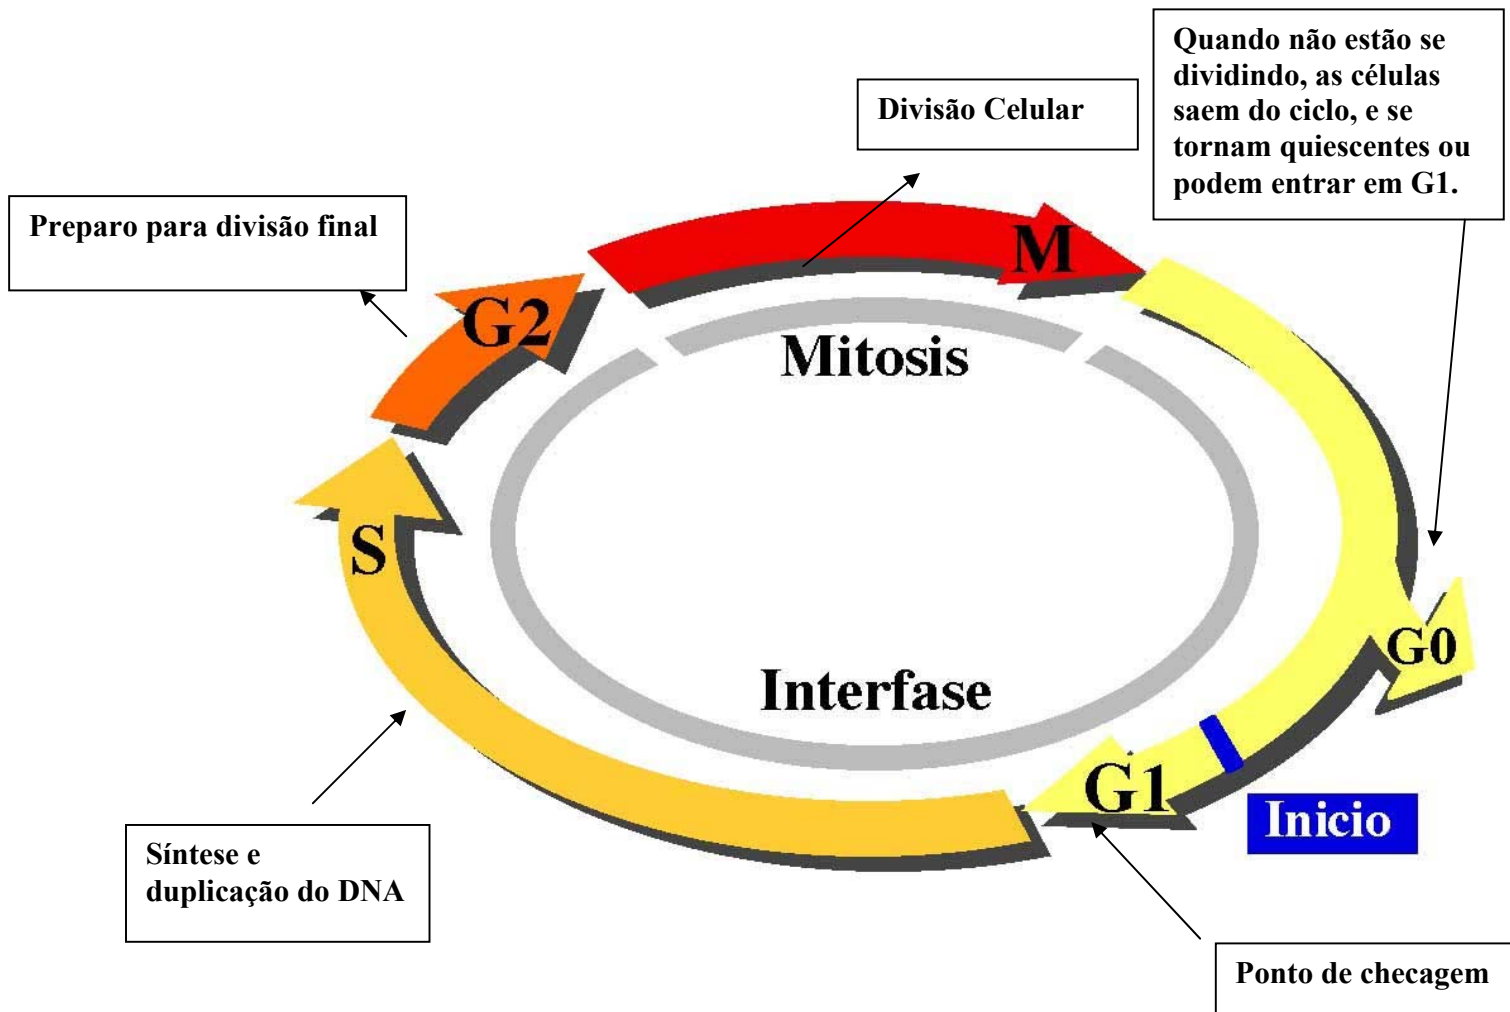 Quando não estão se
dividindo, as células
saem do ciclo, e se
tornam quiescentes ou
podem entrar em G1.
Divisão Celular
Preparo para divisão final
M
G2
Mitosis
S
G0
Interfase
G1
Inicio
Síntese e
duplicação do DNA
Ponto de checagem